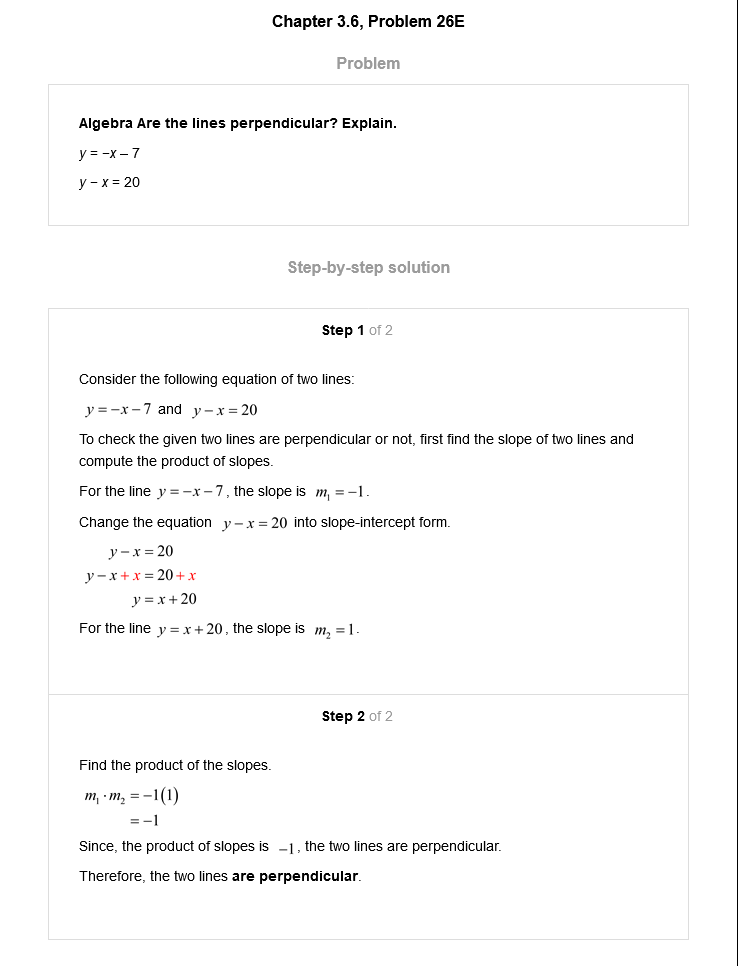 Chapter 3.6, Problem 26E
Problem
Algebra Are the lines perpendicular? Explain.
y = −x – 7
y − x = 20
Step-by-step solution
Step 1 of 2
Consider the following equation of two lines:
y = −x − 7 and y − x = 20
To check the given two lines are perpendicular or not, first find the slope of two lines and
compute the product of slopes.
For the line y = −x − 7, the slope is m₁ = −1.
Change the equation y − x = 20 into slope-intercept form.
y − x = 20
y − x + x = 20 + x
y = x + 20
For the line y = x + 20, the slope is m₂ = 1.
Step 2 of 2
Find the product of the slopes.
m₁ · m₂ = −1(1)
= −1
Since, the product of slopes is −1, the two lines are perpendicular.
Therefore, the two lines are perpendicular.